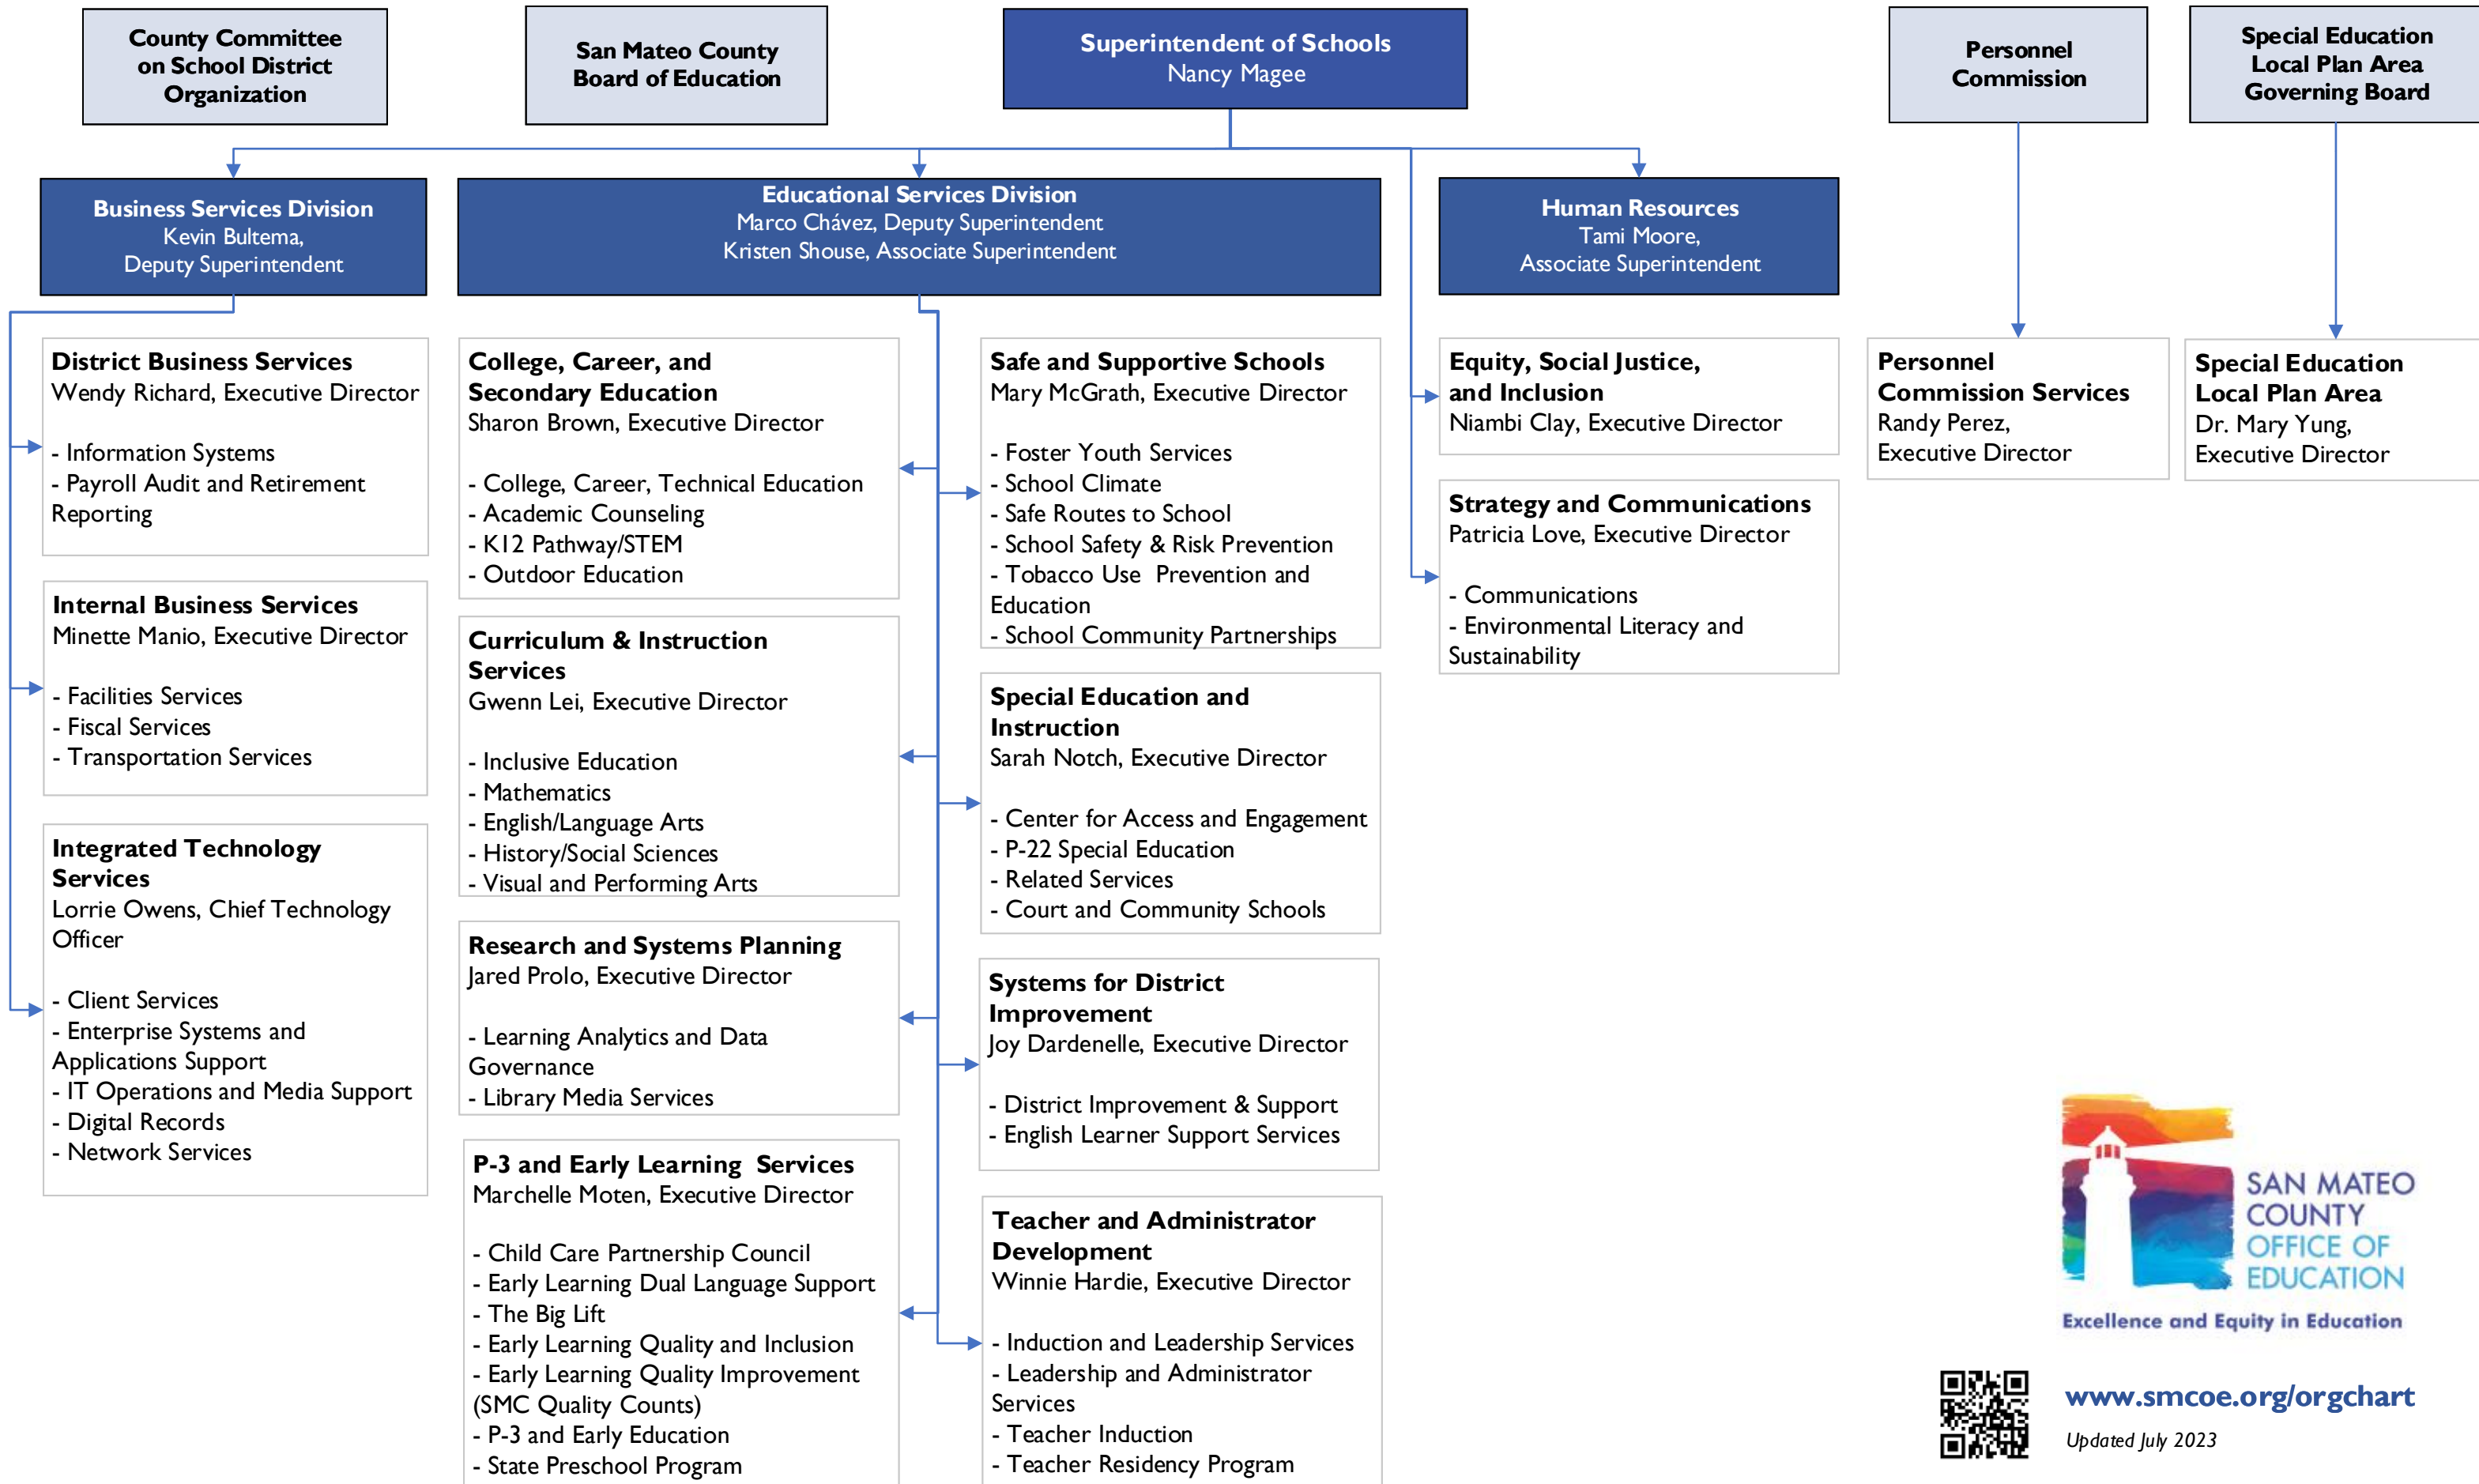 County Committee
on School District
Organization
San Mateo County
Board of Education
Superintendent of Schools
Nancy Magee
Personnel
Commission
Special Education
Local Plan Area
Governing Board
Business Services Division
Kevin Bultema,
Deputy Superintendent
Educational Services Division
Marco Chávez, Deputy Superintendent
Kristen Shouse, Associate Superintendent
Human Resources
Tami Moore,
Associate Superintendent
District Business Services
Wendy Richard, Executive Director
- Information Systems
- Payroll Audit and Retirement
Reporting
Internal Business Services
Minette Manio, Executive Director
- Facilities Services
- Fiscal Services
- Transportation Services
Integrated Technology
Services
Lorrie Owens, Chief Technology
Officer
- Client Services
- Enterprise Systems and
Applications Support
- IT Operations and Media Support
- Digital Records
- Network Services
College, Career, and
Secondary Education
Sharon Brown, Executive Director
- College, Career, Technical Education
- Academic Counseling
- K12 Pathway/STEM
- Outdoor Education
Curriculum & Instruction
Services
Gwenn Lei, Executive Director
- Inclusive Education
- Mathematics
- English/Language Arts
- History/Social Sciences
- Visual and Performing Arts
Research and Systems Planning
Jared Prolo, Executive Director
- Learning Analytics and Data
Governance
- Library Media Services
P-3 and Early Learning Services
Marchelle Moten, Executive Director
- Child Care Partnership Council
- Early Learning Dual Language Support
- The Big Lift
- Early Learning Quality and Inclusion
- Early Learning Quality Improvement
(SMC Quality Counts)
- P-3 and Early Education
- State Preschool Program
Safe and Supportive Schools
Mary McGrath, Executive Director
- Foster Youth Services
- School Climate
- Safe Routes to School
- School Safety & Risk Prevention
- Tobacco Use Prevention and
Education
- School Community Partnerships
Special Education and
Instruction
Sarah Notch, Executive Director
- Center for Access and Engagement
- P-22 Special Education
- Related Services
- Court and Community Schools
Systems for District
Improvement
Joy Dardenelle, Executive Director
- District Improvement & Support
- English Learner Support Services
Teacher and Administrator
Development
Winnie Hardie, Executive Director
- Induction and Leadership Services
- Leadership and Administrator
Services
- Teacher Induction
- Teacher Residency Program
Equity, Social Justice,
and Inclusion
Niambi Clay, Executive Director
Strategy and Communications
Patricia Love, Executive Director
- Communications
- Environmental Literacy and
Sustainability
Personnel
Commission Services
Randy Perez,
Executive Director
Special Education
Local Plan Area
Dr. Mary Yung,
Executive Director
SAN MATEO
COUNTY
OFFICE OF
EDUCATION
Excellence and Equity in Education
www.smcoe.org/orgchart
Updated July 2023